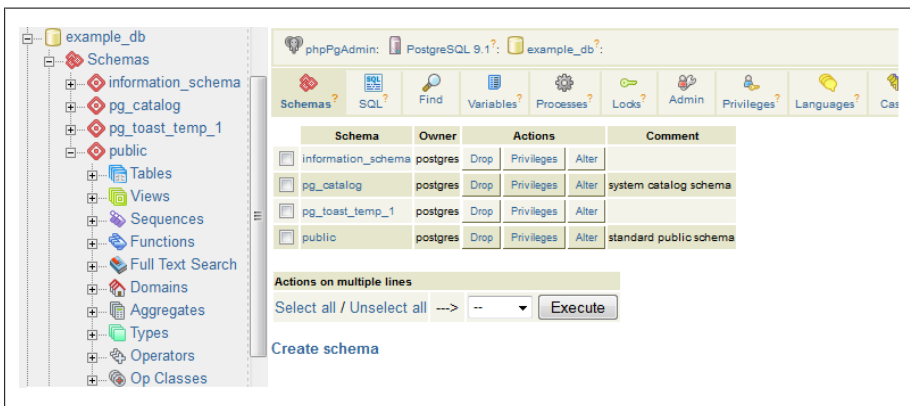 example_db
Schemas
information_schema
pg_catalog
pg_toast_temp_1
public
Tables
Views
Sequences
Functions
Full Text Search
Domains
Aggregates
Types
Operators
Op Classes
phpPgAdmin: PostgreSQL 9.1?: example_db?:
Schemas? SQL? Find Variables? Processes? Locks? Admin Privileges? Languages? Cas
Schema Owner Actions Comment
information_schema postgres Drop Privileges Alter
pg_catalog postgres Drop Privileges Alter system catalog schema
pg_toast_temp_1 postgres Drop Privileges Alter
public postgres Drop Privileges Alter standard public schema
Actions on multiple lines
Select all / Unselect all ---> -- Execute
Create schema